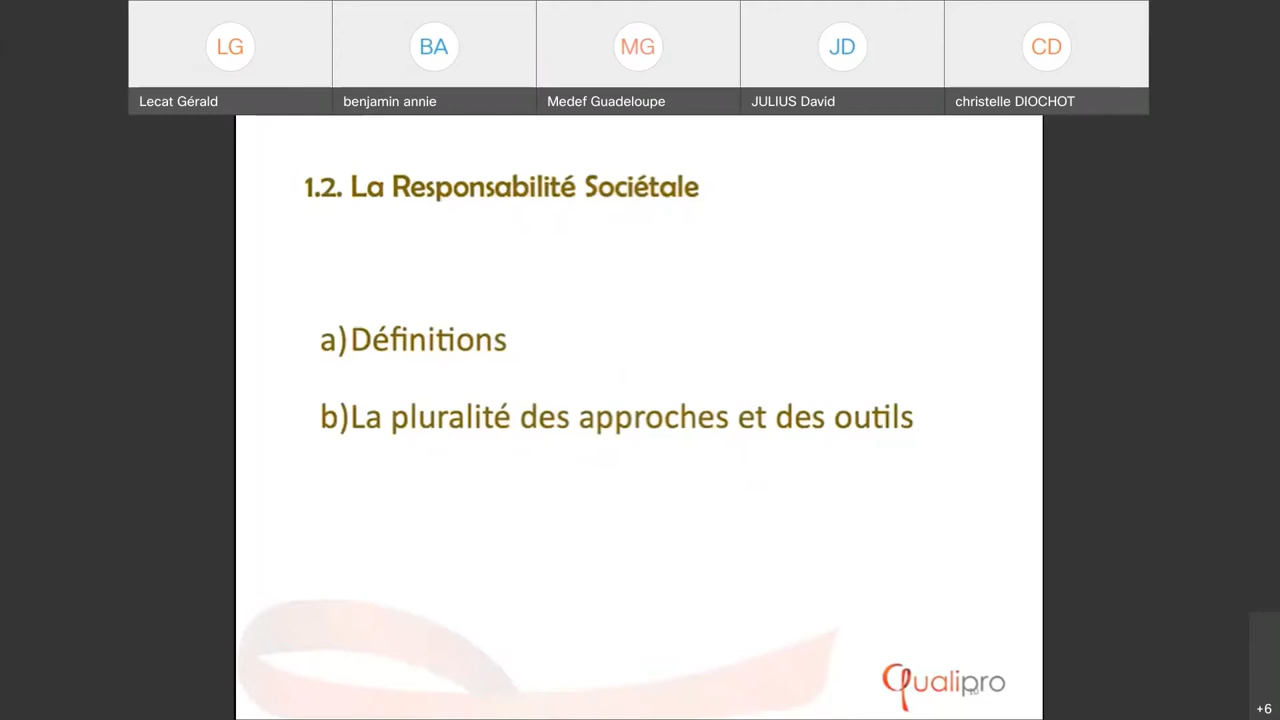 LG
BA
MG
JD
CD
Lecat Gérald
benjamin annie
Medef Guadeloupe
JULIUS David
christelle DIOCHOT
1.2. La Responsabilité Sociétale
a) Définitions
b) La pluralité des approches et des outils
Qualipro
+6